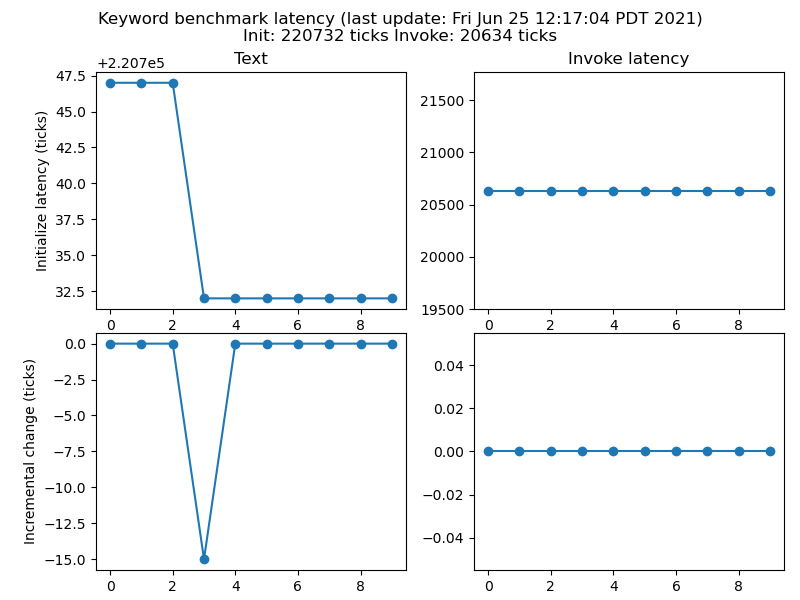 Keyword benchmark latency (last update: Fri Jun 25 12:17:04 PDT 2021)
Init: 220732 ticks Invoke: 20634 ticks
Text
+2.207e5
Initialize latency (ticks)
47.5
45.0
42.5
40.0
37.5
35.0
32.5
0 2 4 6 8
Invoke latency
21500
21000
20500
20000
19500
0 2 4 6 8
Incremental change (ticks)
0.0
−2.5
−5.0
−7.5
−10.0
−12.5
−15.0
0 2 4 6 8
0.04
0.02
0.00
−0.02
−0.04
0 2 4 6 8